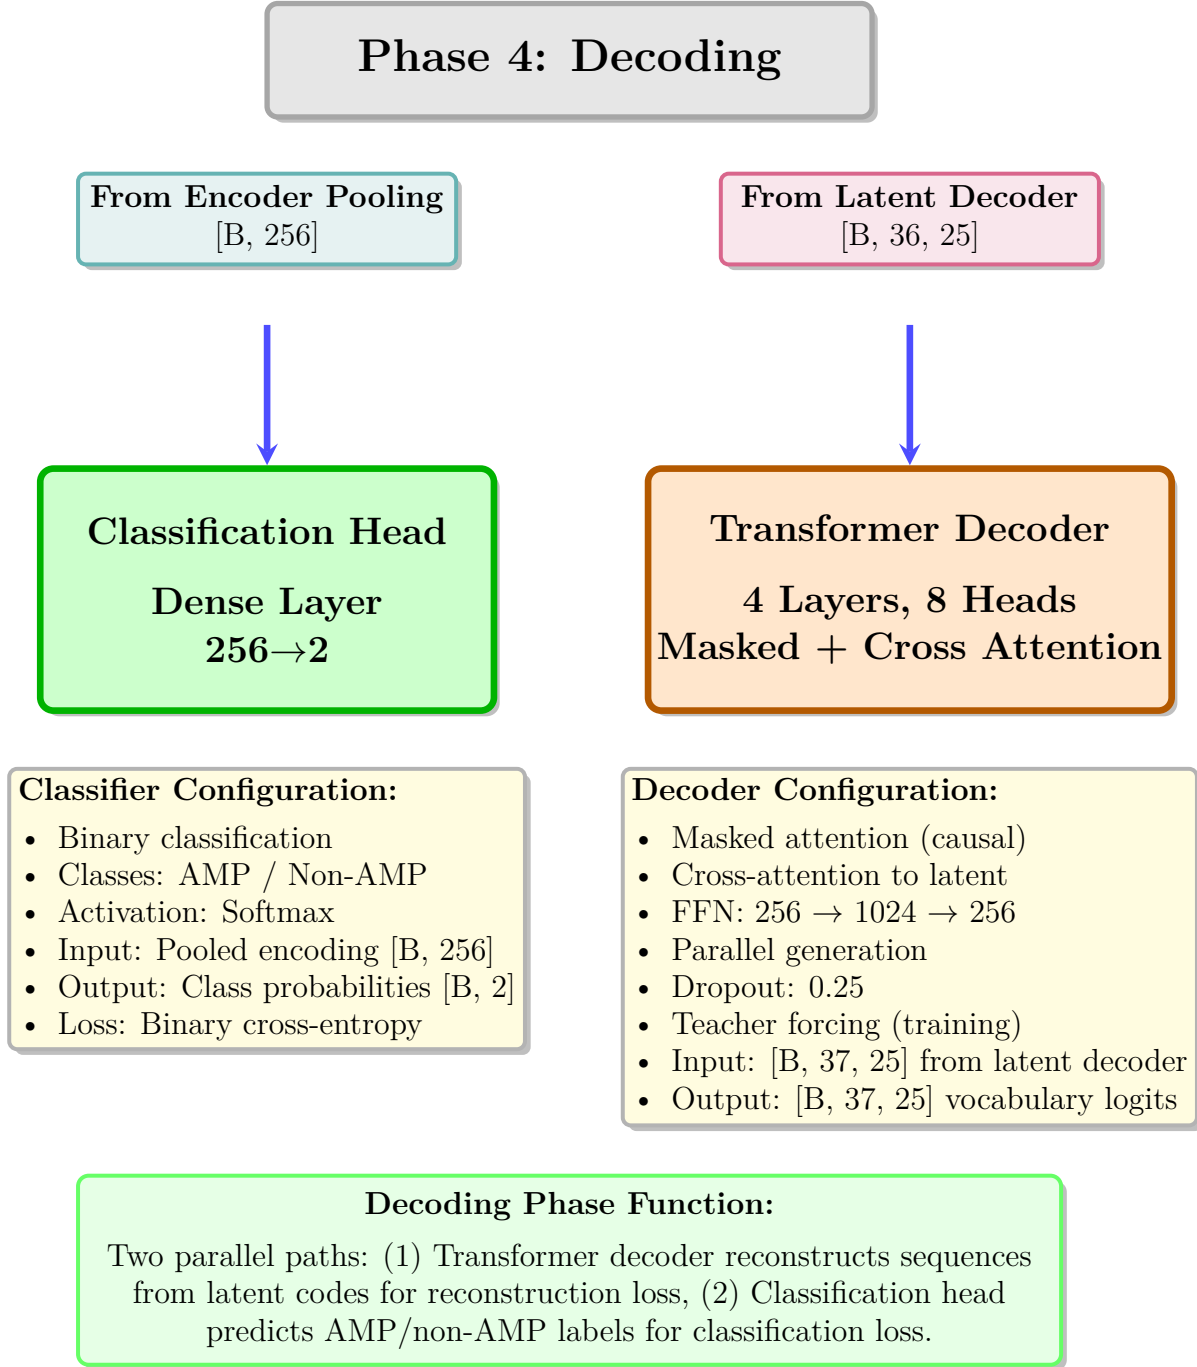 Phase 4: Decoding
From Encoder Pooling
[B, 256]
From Latent Decoder
[B, 36, 25]
Classification Head
Dense Layer
256→2
Transformer Decoder
4 Layers, 8 Heads
Masked + Cross Attention
Classifier Configuration:
• Binary classification
• Classes: AMP / Non-AMP
• Activation: Softmax
• Input: Pooled encoding [B, 256]
• Output: Class probabilities [B, 2]
• Loss: Binary cross-entropy
Decoder Configuration:
• Masked attention (causal)
• Cross-attention to latent
• FFN: 256 → 1024 → 256
• Parallel generation
• Dropout: 0.25
• Teacher forcing (training)
• Input: [B, 37, 25] from latent decoder
• Output: [B, 37, 25] vocabulary logits
Decoding Phase Function:
Two parallel paths: (1) Transformer decoder reconstructs sequences
from latent codes for reconstruction loss, (2) Classification head
predicts AMP/non-AMP labels for classification loss.